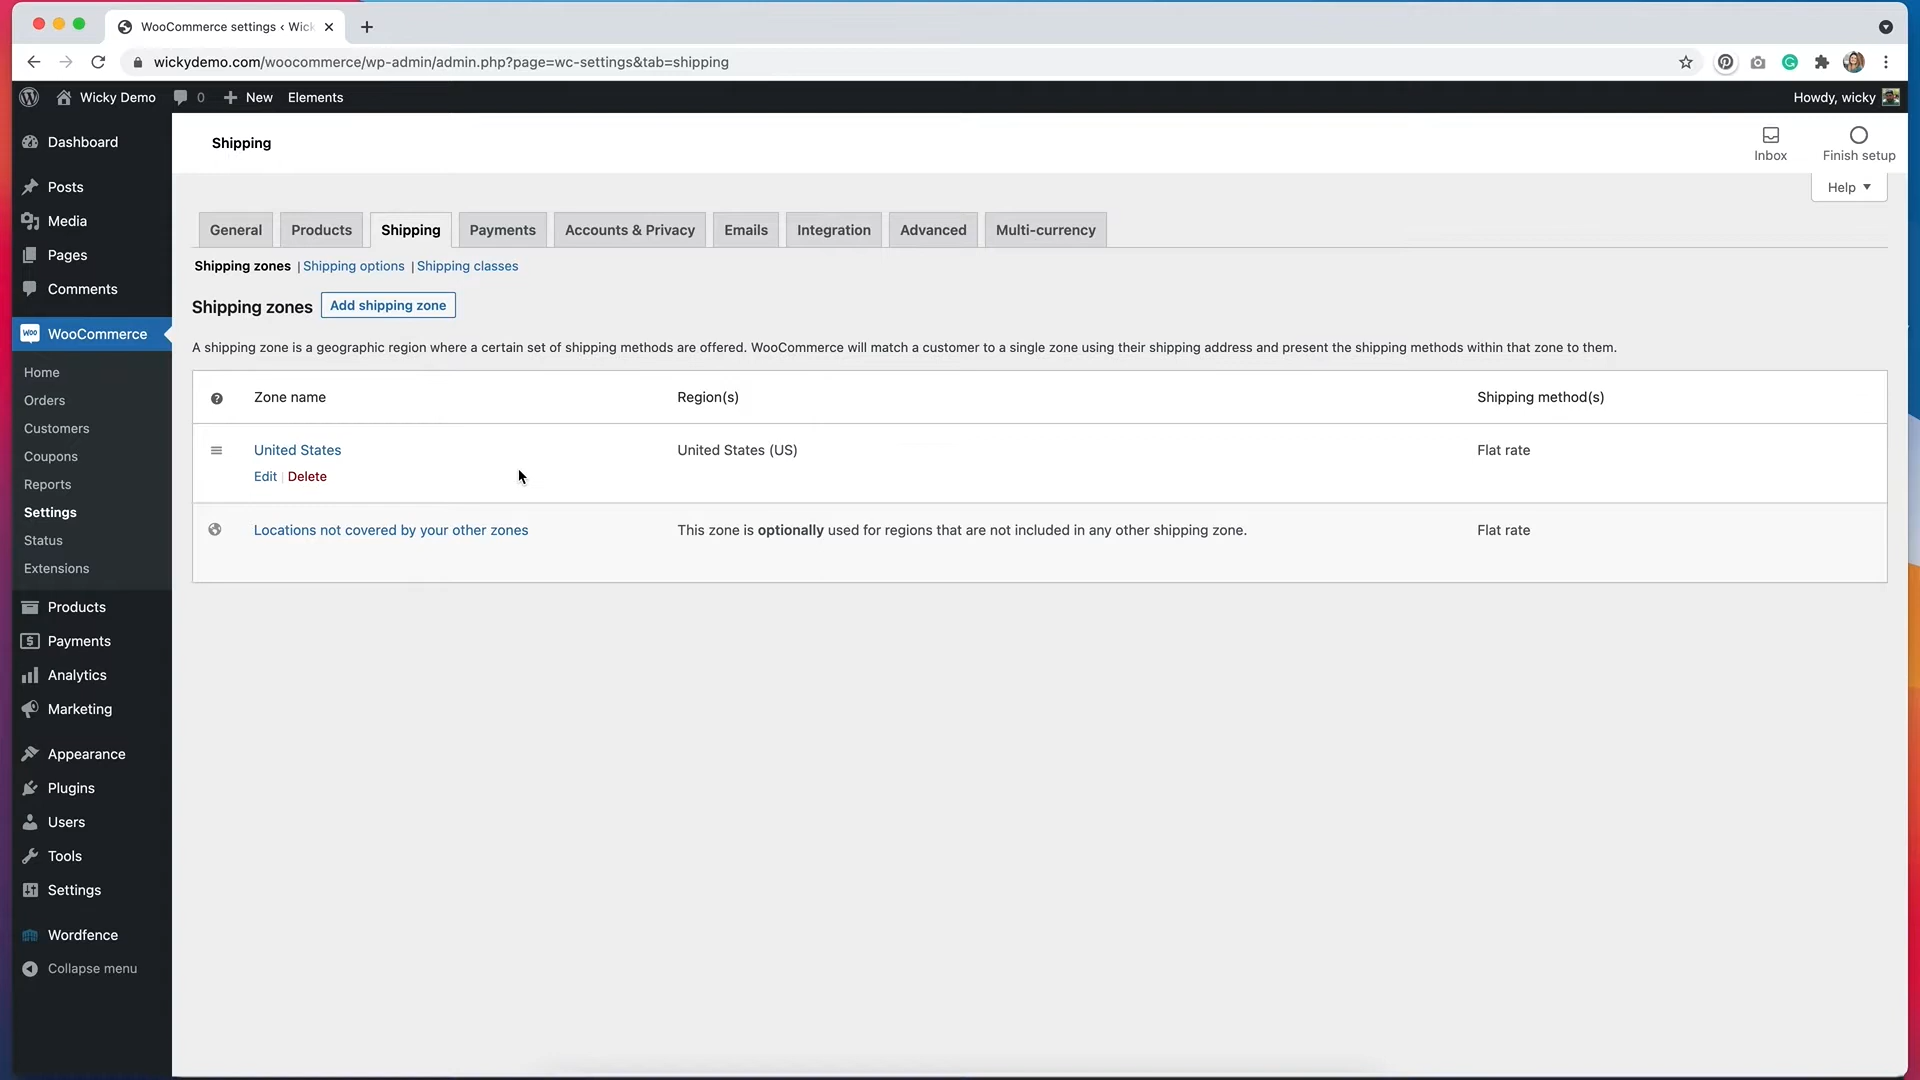 WooCommerce settings ‹ Wick
wickydemo.com/woocommerce/wp-admin/admin.php?page=wc-settings&tab=shipping
Wicky Demo 0 New Elements Howdy, wicky
Dashboard
Posts
Media
Pages
Comments
WooCommerce
Home
Orders
Customers
Coupons
Reports
Settings
Status
Extensions
Products
Payments
Analytics
Marketing
Appearance
Plugins
Users
Tools
Settings
Wordfence
Collapse menu
Shipping
Inbox Finish setup
Help
General Products Shipping Payments Accounts & Privacy Emails Integration Advanced Multi-currency
Shipping zones | Shipping options | Shipping classes
Shipping zones Add shipping zone
A shipping zone is a geographic region where a certain set of shipping methods are offered. WooCommerce will match a customer to a single zone using their shipping address and present the shipping methods within that zone to them.
Zone name Region(s) Shipping method(s)
United States United States (US) Flat rate
Edit | Delete
Locations not covered by your other zones This zone is optionally used for regions that are not included in any other shipping zone. Flat rate